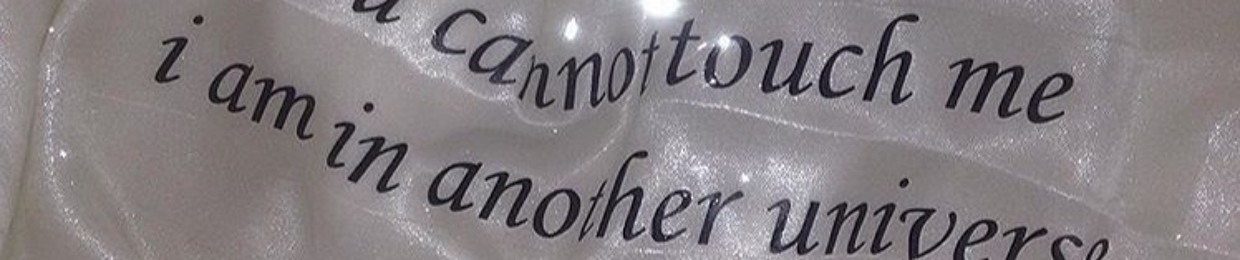 cannot touch me
i am in another universe